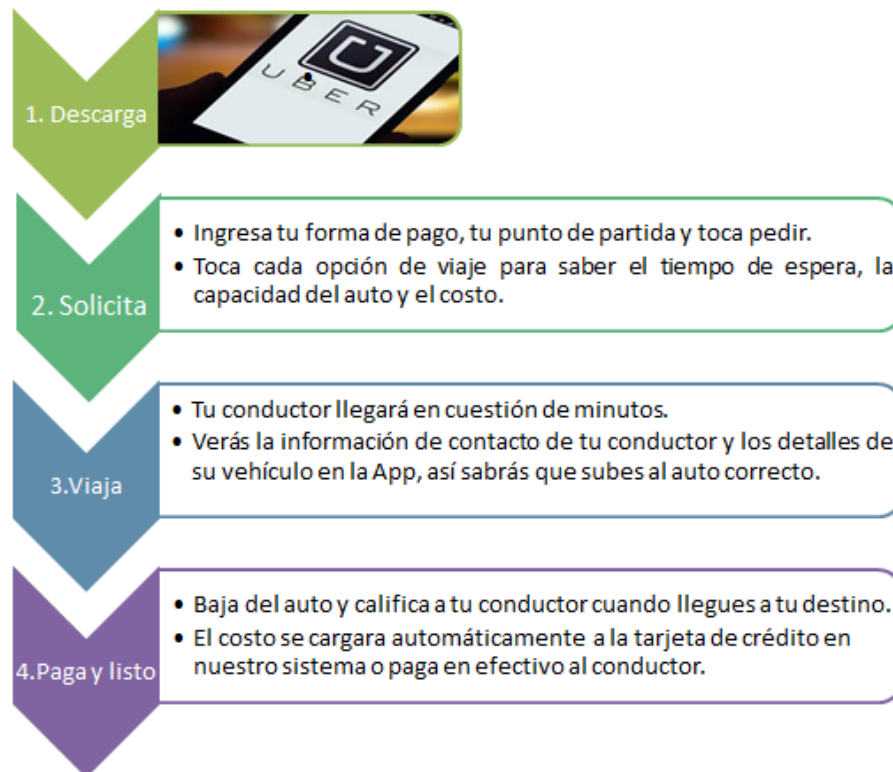 1. Descarga
UBER
2. Solicita
• Ingresa tu forma de pago, tu punto de partida y toca pedir.
• Toca cada opción de viaje para saber el tiempo de espera, la
capacidad del auto y el costo.
3.Viaja
• Tu conductor llegará en cuestión de minutos.
• Verás la información de contacto de tu conductor y los detalles de
su vehículo en la App, así sabrás que subes al auto correcto.
4.Paga y listo
• Baja del auto y califica a tu conductor cuando llegues a tu destino.
• El costo se cargara automáticamente a la tarjeta de crédito en
nuestro sistema o paga en efectivo al conductor.